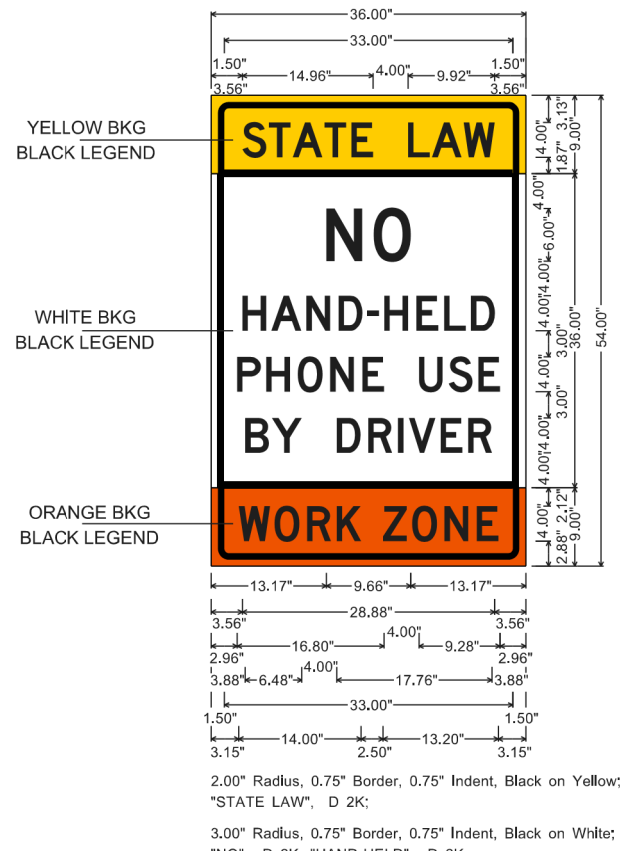 36.00"
33.00"
1.50" 1.50"
14.96" 4.00" 9.92"
3.56" 3.56"
YELLOW BKG
BLACK LEGEND
STATE LAW
4.00" 3.13"
1.87" 9.00"
4.00"
NO
6.00"
4.00"
WHITE BKG
BLACK LEGEND
HAND-HELD
4.00"
3.00" 36.00" 54.00"
PHONE USE
4.00"
3.00"
BY DRIVER
4.00"
4.00"
ORANGE BKG
BLACK LEGEND
WORK ZONE
4.00" 2.12"
2.88" 9.00"
13.17" 9.66" 13.17"
28.88"
3.56" 3.56"
16.80" 4.00" 9.28"
2.96" 2.96"
3.88" 6.48" 4.00" 17.76" 3.88"
33.00"
1.50" 1.50"
14.00" 13.20"
3.15" 2.50" 3.15"
2.00" Radius, 0.75" Border, 0.75" Indent, Black on Yellow;
"STATE LAW", D 2K;
3.00" Radius, 0.75" Border, 0.75" Indent, Black on White;